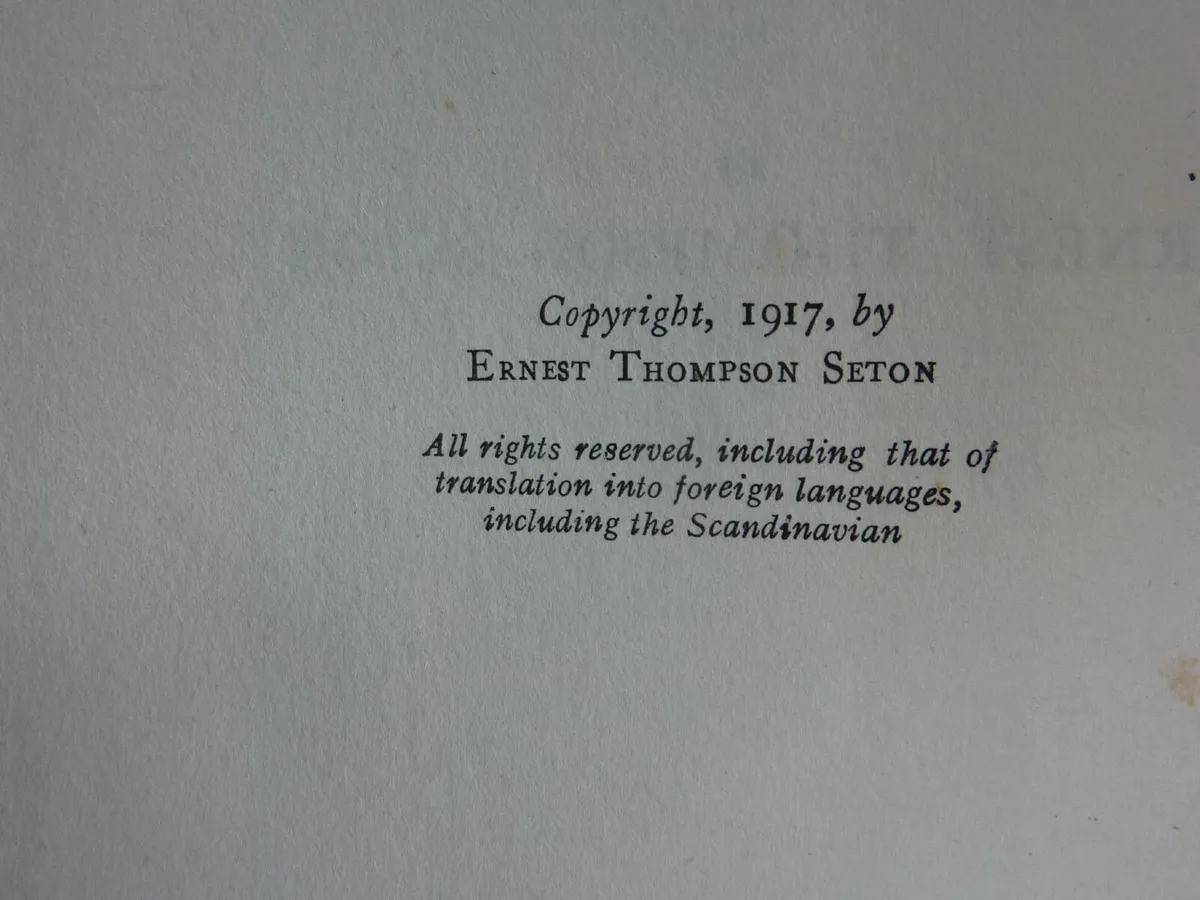 Copyright, 1917, by
ERNEST THOMPSON SETON
All rights reserved, including that of
translation into foreign languages,
including the Scandinavian